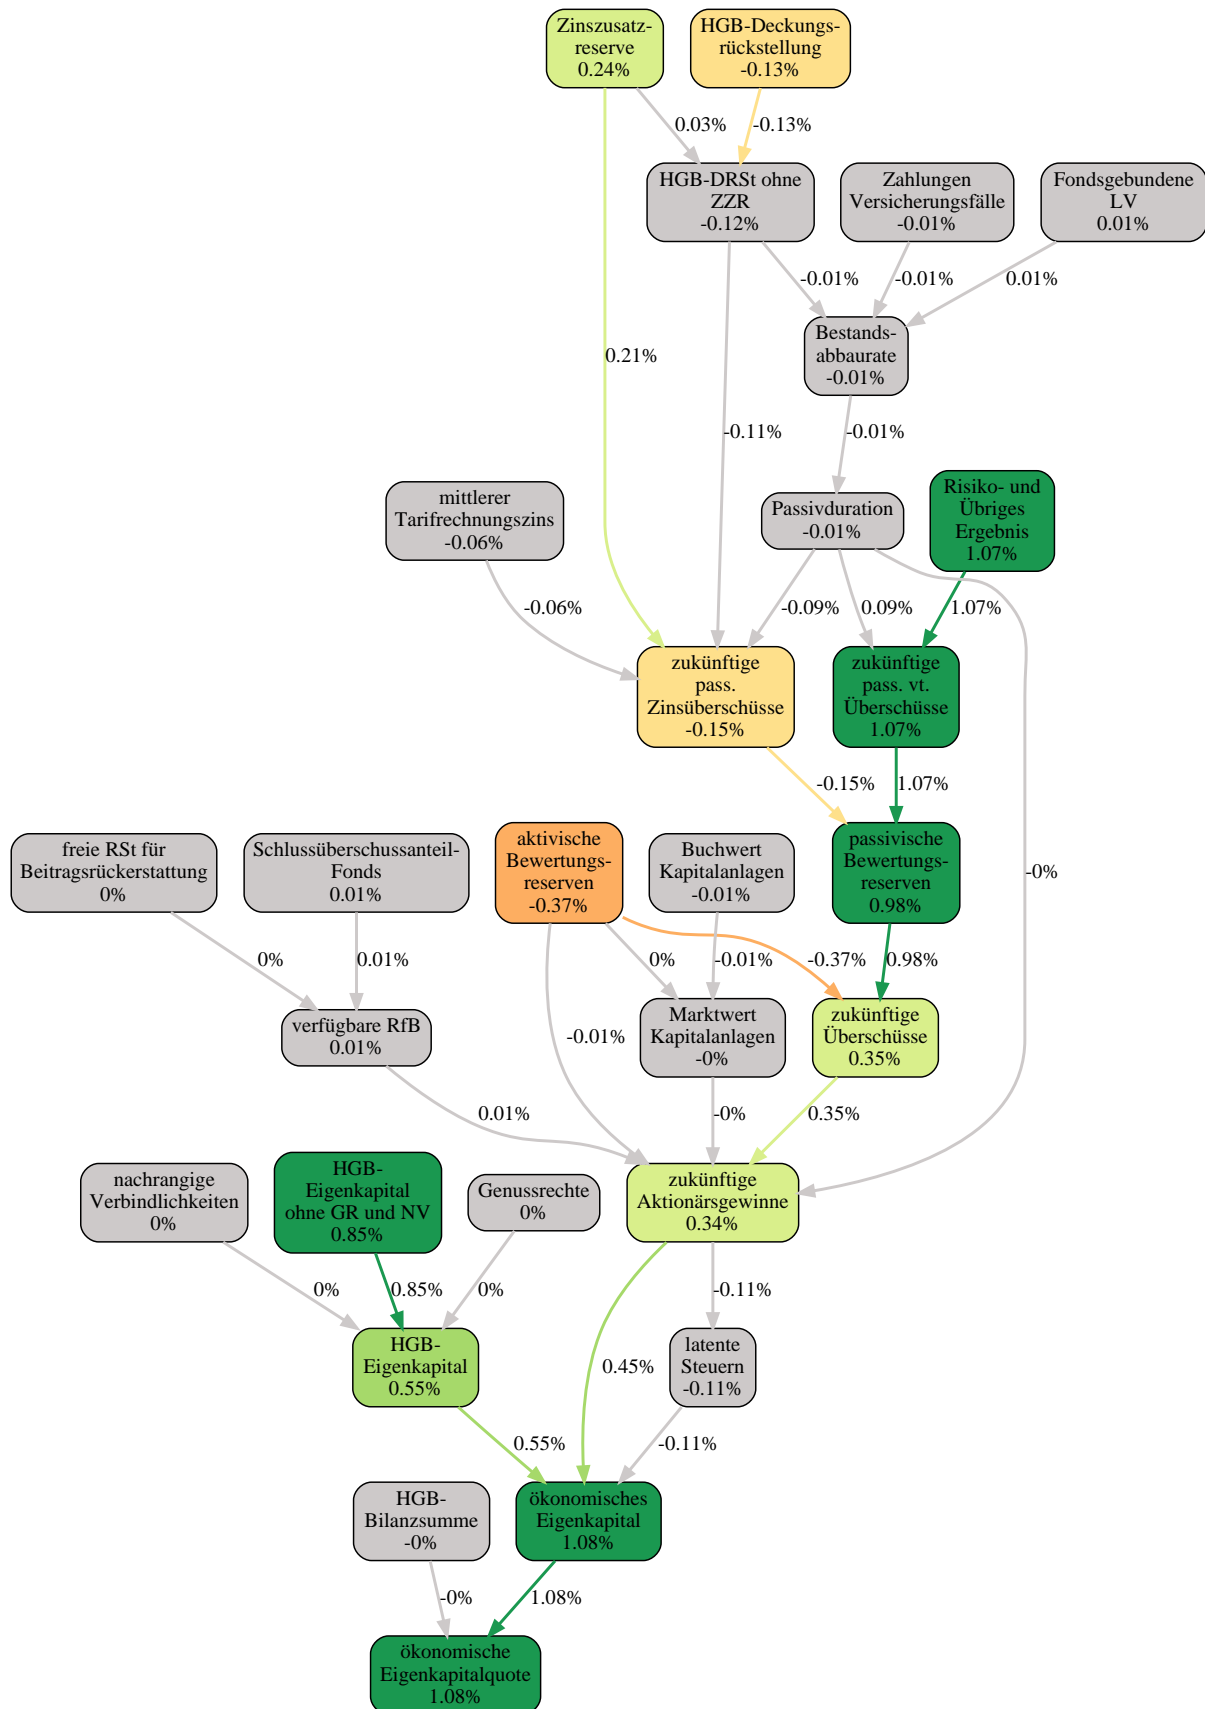 Zinszusatz-
reserve
0.24%
HGB-Deckungs-
rückstellung
-0.13%
0.03%
-0.13%
HGB-DRSt ohne
ZZR
-0.12%
Zahlungen
Versicherungsfälle
-0.01%
Fondsgebundene
LV
0.01%
-0.01%
-0.01%
0.01%
Bestands-
abbaurate
-0.01%
0.21%
-0.11%
-0.01%
mittlerer
Tarifrechnungszins
-0.06%
Passivduration
-0.01%
Risiko- und
Übriges
Ergebnis
1.07%
-0.06%
-0.09%
0.09%
1.07%
zukünftige
pass.
Zinsüberschüsse
-0.15%
zukünftige
pass. vt.
Überschüsse
1.07%
-0.15%
1.07%
freie RSt für
Beitragsrückerstattung
0%
Schlussüberschussanteil-
Fonds
0.01%
aktivische
Bewertungs-
reserven
-0.37%
Buchwert
Kapitalanlagen
-0.01%
passivische
Bewertungs-
reserven
0.98%
-0%
0%
0.01%
0%
-0.01%
-0.37%
0.98%
verfügbare RfB
0.01%
-0.01%
Marktwert
Kapitalanlagen
-0%
zukünftige
Überschüsse
0.35%
0.01%
-0%
0.35%
nachrangige
Verbindlichkeiten
0%
HGB-
Eigenkapital
ohne GR und NV
0.85%
Genussrechte
0%
zukünftige
Aktionärsgewinne
0.34%
0%
0.85%
0%
-0.11%
HGB-
Eigenkapital
0.55%
0.45%
latente
Steuern
-0.11%
0.55%
-0.11%
HGB-
Bilanzsumme
-0%
ökonomisches
Eigenkapital
1.08%
-0%
1.08%
ökonomische
Eigenkapitalquote
1.08%